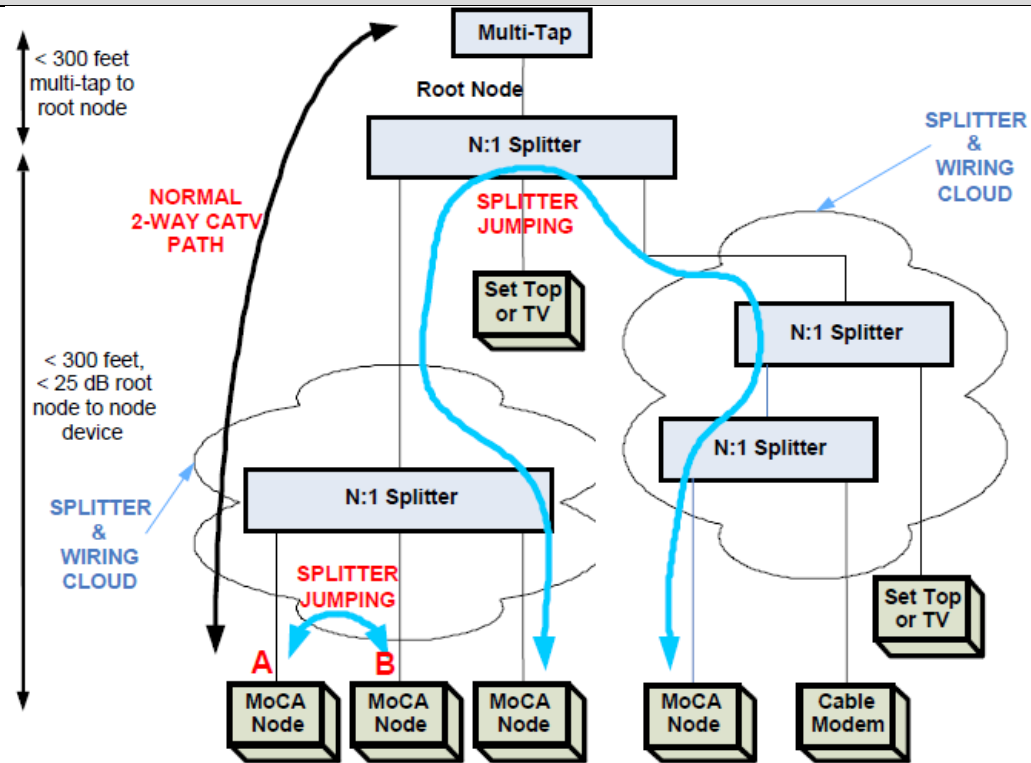 Multi-Tap
< 300 feet
multi-tap to
root node
Root Node
N:1 Splitter
SPLITTER
&
WIRING
CLOUD
NORMAL
2-WAY CATV
PATH
SPLITTER
JUMPING
Set Top
or TV
N:1 Splitter
< 300 feet,
< 25 dB root
node to node
device
N:1 Splitter
N:1 Splitter
SPLITTER
&
WIRING
CLOUD
SPLITTER
JUMPING
Set Top
or TV
A
B
MoCA
Node
MoCA
Node
MoCA
Node
MoCA
Node
Cable
Modem